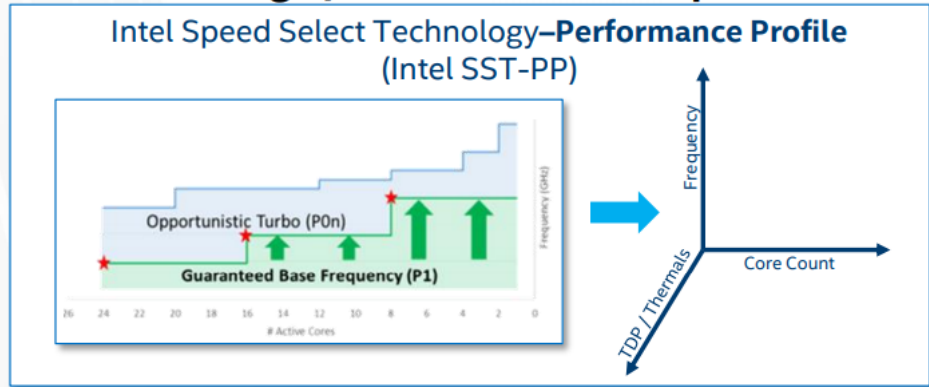 Intel Speed Select Technology–Performance Profile
(Intel SST-PP)
Opportunistic Turbo (P0n)
Guaranteed Base Frequency (P1)
Frequency (GHz)
26 24 22 20 18 16 14 12 10 8 6 4 2 0
# Active Cores
Frequency
Core Count
TDP / Thermals